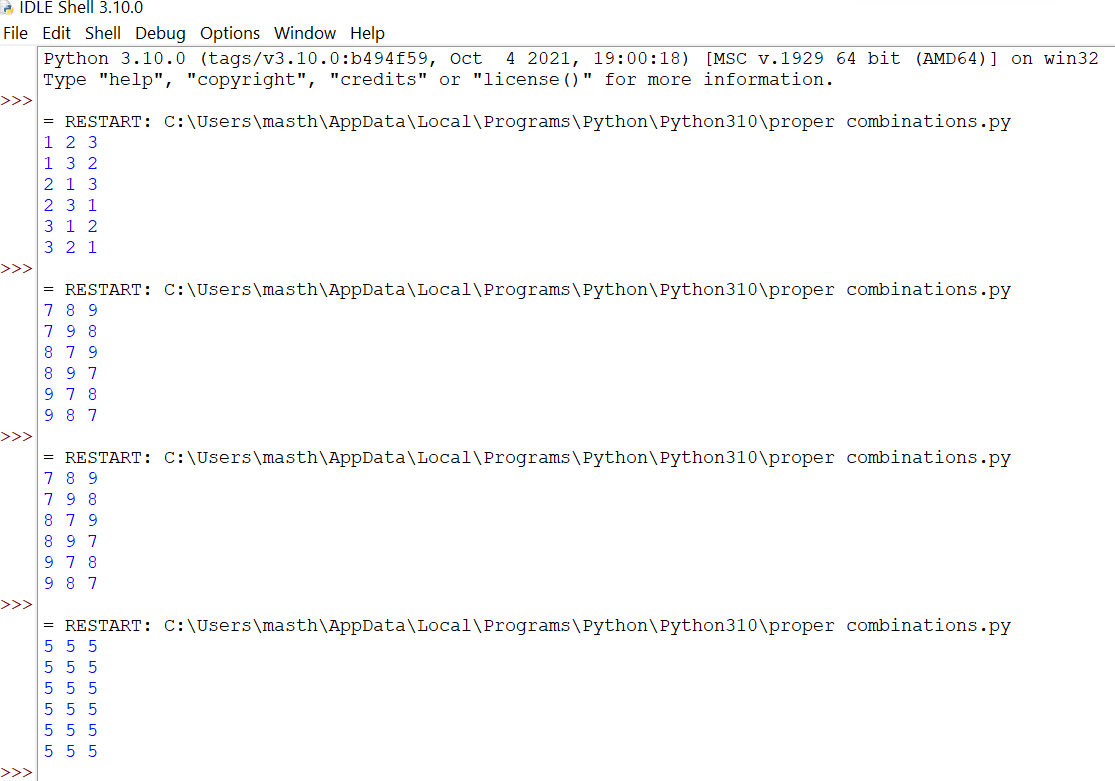 IDLE Shell 3.10.0
File Edit Shell Debug Options Window Help
Python 3.10.0 (tags/v3.10.0:b494f59, Oct  4 2021, 19:00:18) [MSC v.1929 64 bit (AMD64)] on win32
Type "help", "copyright", "credits" or "license()" for more information.
>>>
= RESTART: C:\Users\masth\AppData\Local\Programs\Python\Python310\proper combinations.py
1 2 3
1 3 2
2 1 3
2 3 1
3 1 2
3 2 1
>>>
= RESTART: C:\Users\masth\AppData\Local\Programs\Python\Python310\proper combinations.py
7 8 9
7 9 8
8 7 9
8 9 7
9 7 8
9 8 7
>>>
= RESTART: C:\Users\masth\AppData\Local\Programs\Python\Python310\proper combinations.py
7 8 9
7 9 8
8 7 9
8 9 7
9 7 8
9 8 7
>>>
= RESTART: C:\Users\masth\AppData\Local\Programs\Python\Python310\proper combinations.py
5 5 5
5 5 5
5 5 5
5 5 5
5 5 5
5 5 5
>>>